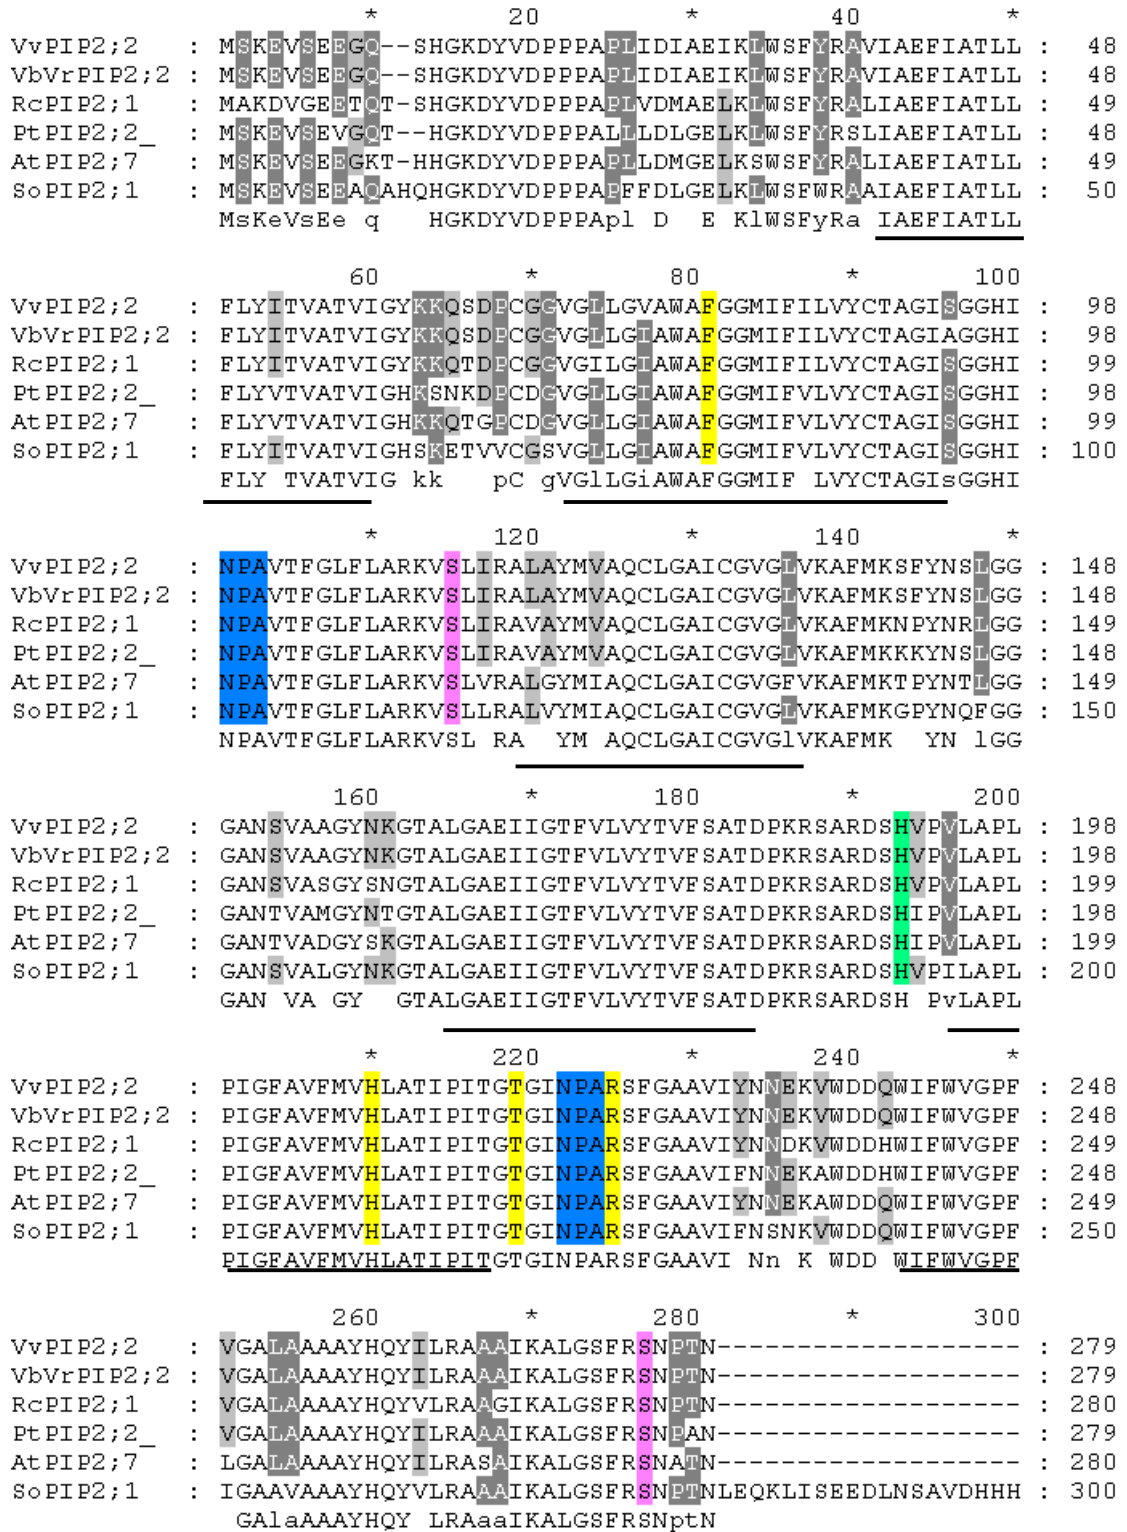 * 20 * 40 *
VvPIP2;2 : MSKEVSEEGQ--SHGKDYVDPPPAPLIDIAEIKLWSFYRAVIAEFIATLL : 48
VbVrPIP2;2 : MSKEVSEEGQ--SHGKDYVDPPPAPLIDIAEIKLWSFYRAVIAEFIATLL : 48
RcPIP2;1 : MAKDVGEETQT-SHGKDYVDPPPAPLVDMAELKLWSFYRALIAEFIATLL : 49
PtPIP2;2_ : MSKEVSEVGQT--HGKDYVDPPPALLLDLGELKLWSFYRSLIAEFIATLL : 48
AtPIP2;7 : MSKEVSEEGKT-HHGKDYVDPPPAPLLDMGELKSWSFYRALIAEFIATLL : 49
SoPIP2;1 : MSKEVSEEAQAHQHGKDYVDPPPAPFFDLGELKLWSFWRAAIAEFIATLL : 50
MsKeVsEe q HGKDYVDPPPApl D E KlWSFyRa IAEFIATLL
60 * 80 * 100
VvPIP2;2 : FLYITVATVIGYKKQSDPCGGVGLLGVAWAFGGMIFILVYCTAGISGGHI : 98
VbVrPIP2;2 : FLYITVATVIGYKKQSDPCGGVGLLGIAWAFGGMIFILVYCTAGIAGGHI : 98
RcPIP2;1 : FLYITVATVIGYKKQTDPCGGVGILGIAWAFGGMIFILVYCTAGISGGHI : 99
PtPIP2;2_ : FLYVTVATVIGHKSNKDPCDGVGLLGIAWAFGGMIFVLVYCTAGISGGHI : 98
AtPIP2;7 : FLYVTVATVIGHKKQTGPCDGVGLLGIAWAFGGMIFVLVYCTAGISGGHI : 99
SoPIP2;1 : FLYITVATVIGHSKETVVCGSVGLLGIAWAFGGMIFVLVYCTAGISGGHI : 100
FLY TVATVIG kk pC gVGlLGiAWAFGGMIF LVYCTAGIsGGHI
* 120 * 140 *
VvPIP2;2 : NPAVTFGLFLARKVSLIRALAYMVAQCLGAICGVGLVKAFMKSFYNSLGG : 148
VbVrPIP2;2 : NPAVTFGLFLARKVSLIRALAYMVAQCLGAICGVGLVKAFMKSFYNSLGG : 148
RcPIP2;1 : NPAVTFGLFLARKVSLIRAVAYMVAQCLGAICGVGLVKAFMKNPYNRLGG : 149
PtPIP2;2_ : NPAVTFGLFLARKVSLIRAVAYMVAQCLGAICGVGLVKAFMKKKYNSLGG : 148
AtPIP2;7 : NPAVTFGLFLARKVSLVRALGYMIAQCLGAICGVGFVKAFMKTPYNTLGG : 149
SoPIP2;1 : NPAVTFGLFLARKVSLLRALVYMIAQCLGAICGVGLVKAFMKGPYNQFGG : 150
NPAVTFGLFLARKVSL RA YM AQCLGAICGVGlVKAFMK YN lGG
160 * 180 * 200
VvPIP2;2 : GANSVAAGYNKGTALGAEIIGTFVLVYTVFSATDPKRSARDSHVPVLAPL : 198
VbVrPIP2;2 : GANSVAAGYNKGTALGAEIIGTFVLVYTVFSATDPKRSARDSHVPVLAPL : 198
RcPIP2;1 : GANSVASGYSNGTALGAEIIGTFVLVYTVFSATDPKRSARDSHVPVLAPL : 199
PtPIP2;2_ : GANTVAMGYNTGTALGAEIIGTFVLVYTVFSATDPKRSARDSHIPVLAPL : 198
AtPIP2;7 : GANTVADGYSKGTALGAEIIGTFVLVYTVFSATDPKRSARDSHIPVLAPL : 199
SoPIP2;1 : GANSVALGYNKGTALGAEIIGTFVLVYTVFSATDPKRSARDSHVPILAPL : 200
GAN VA GY GTALGAEIIGTFVLVYTVFSATDPKRSARDSH PvLAPL
* 220 * 240 *
VvPIP2;2 : PIGFAVFMVHLATIPITGTGINPARSFGAAVIYNNEKVWDDQWIFWVGPF : 248
VbVrPIP2;2 : PIGFAVFMVHLATIPITGTGINPARSFGAAVIYNNEKVWDDQWIFWVGPF : 248
RcPIP2;1 : PIGFAVFMVHLATIPITGTGINPARSFGAAVIYNNDKVWDDHWIFWVGPF : 249
PtPIP2;2_ : PIGFAVFMVHLATIPITGTGINPARSFGAAVIFNNEKAWDDHWIFWVGPF : 248
AtPIP2;7 : PIGFAVFMVHLATIPITGTGINPARSFGAAVIYNNEKAWDDQWIFWVGPF : 249
SoPIP2;1 : PIGFAVFMVHLATIPITGTGINPARSFGAAVIFNSNKVWDDQWIFWVGPF : 250
PIGFAVFMVHLATIPITGTGINPARSFGAAVI Nn K WDD WIFWVGPF
260 * 280 * 300
VvPIP2;2 : VGALAAAAYHQYILRAAAIKALGSFRSNPTN--------------------- : 279
VbVrPIP2;2 : VGALAAAAYHQYILRAAAIKALGSFRSNPTN------------------- : 279
RcPIP2;1 : VGALAAAAYHQYVLRAAGIKALGSFRSNPTN------------------- : 280
PtPIP2;2_ : VGALAAAAYHQYILRAAAIKALGSFRSNPAN------------------- : 279
AtPIP2;7 : LGALAAAAYHQYILRASAIKALGSFRSNATN------------------- : 280
SoPIP2;1 : IGAAVAAAYHQYVLRAAAIKALGSFRSNPTNLEQKLISEEDLNSAVDHHH : 300
GAlaAAAYHQY LRAaaIKALGSFRSNptN